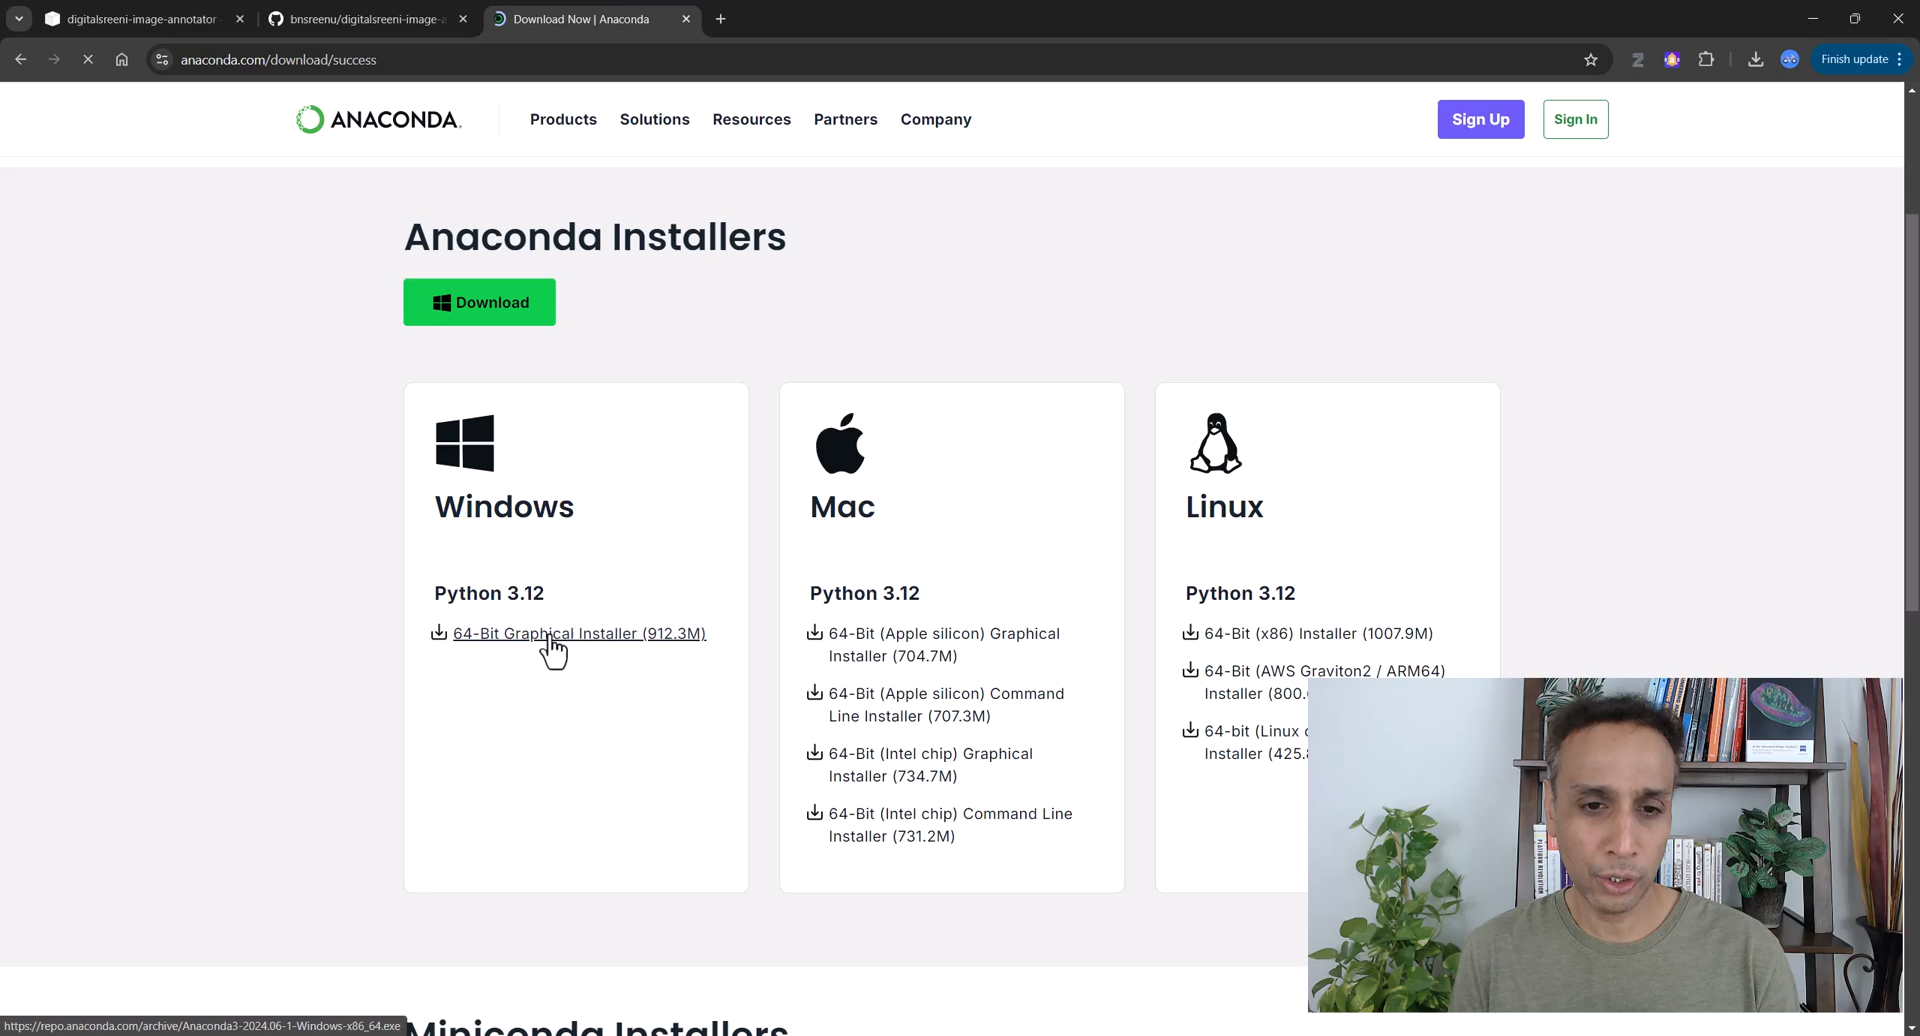 digitalsreeni-image-annotator
bnsreenu/digitalsreeni-image-a
Download Now | Anaconda
anaconda.com/download/success
Finish update
ANACONDA.
Products
Solutions
Resources
Partners
Company
Sign Up
Sign In
Anaconda Installers
Download
Windows
Python 3.12
64-Bit Graphical Installer (912.3M)
Mac
Python 3.12
64-Bit (Apple silicon) Graphical
Installer (704.7M)
64-Bit (Apple silicon) Command
Line Installer (707.3M)
64-Bit (Intel chip) Graphical
Installer (734.7M)
64-Bit (Intel chip) Command Line
Installer (731.2M)
Linux
Python 3.12
64-Bit (x86) Installer (1007.9M)
64-Bit (AWS Graviton2 / ARM64)
Installer (800.
64-bit (Linux
Installer (425.
PLATFORM REVOLUTION
Miniconda Installers
https://repo.anaconda.com/archive/Anaconda3-2024.06-1-Windows-x86_64.exe